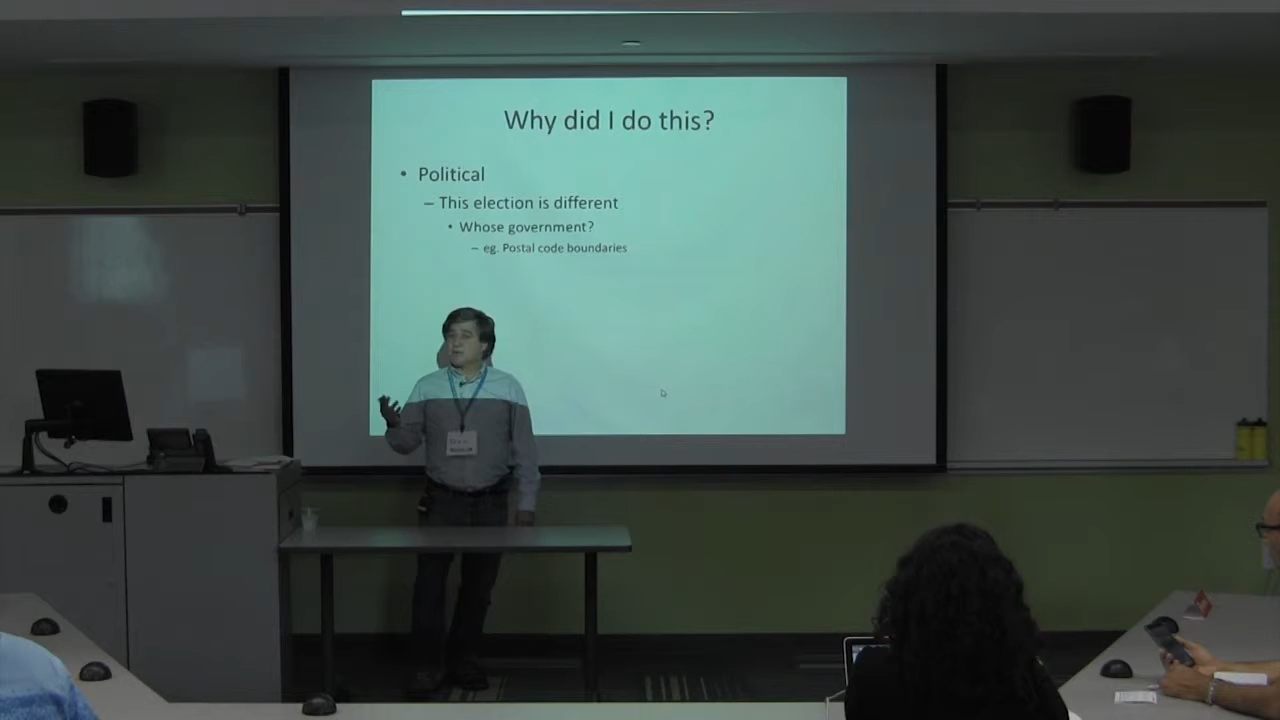 Why did I do this?
• Political
– This election is different
• Whose government?
– eg. Postal code boundaries